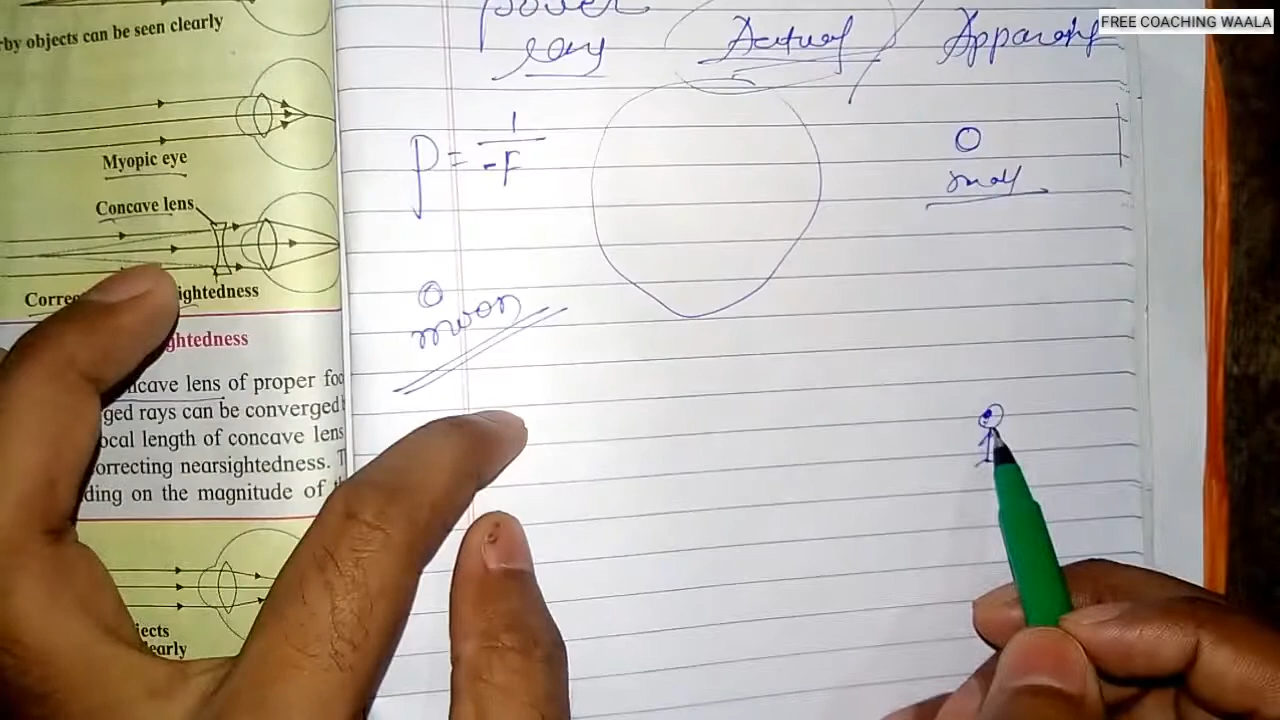 FREE COACHING WAALA
rby objects can be seen clearly
Myopic eye
Concave lens
Corre ightedness
ghtedness
ncave lens of proper foc
ged rays can be converged
ocal length of concave lens
orrecting nearsightedness. T
ding on the magnitude of
jects
learly
power
ray
Actual
Apparent
P = 1
-F
small
moon